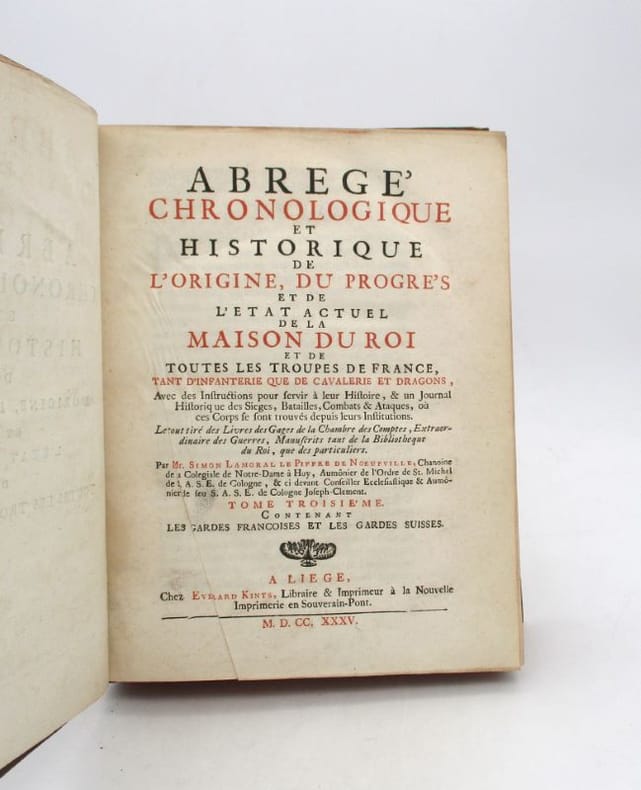 ABREGE'
CHRONOLOGIQUE
ET
HISTORIQUE
DE
L'ORIGINE, DU PROGRE'S
ET DE
L'ETAT ACTUEL
DE LA
MAISON DU ROI
ET DE
TOUTES LES TROUPES DE FRANCE,
TANT D'INFANTERIE QUE DE CAVALERIE ET DRAGONS,
Avec des Instructions pour servir à leur Histoire, & un Journal
Historique des Sieges, Batailles, Combats & Ataques, où
ces Corps se sont trouvés depuis leurs Institutions.
Le tout tiré des Livres des Gages de la Chambre des Comptes, Extraor-
dinaire des Guerres, Manuscrits tant de la Bibliotheque
du Roi, que des particuliers.
Par Mr. SIMON LAMORAL LE PIPPRE DE NOEUFVILLE, Chanoine
de a Colegiale de Notre-Dame à Huy, Aumônier de l'Ordre de St. Michel
de S. A. S. E. de Cologne, & ci devant Conseiller Ecclesiastique & Aumô-
nier de feu S. A. S. E. de Cologne Joseph-Clement.
TOME TROISIE'ME.
CONTENANT
LES GARDES FRANCOISES ET LES GARDES SUISSES.
A LIEGE,
Chez EVERARD KINTS, Libraire & Imprimeur à la Nouvelle
Imprimerie en Souverain-Pont.
M. D. CC. XXXV.